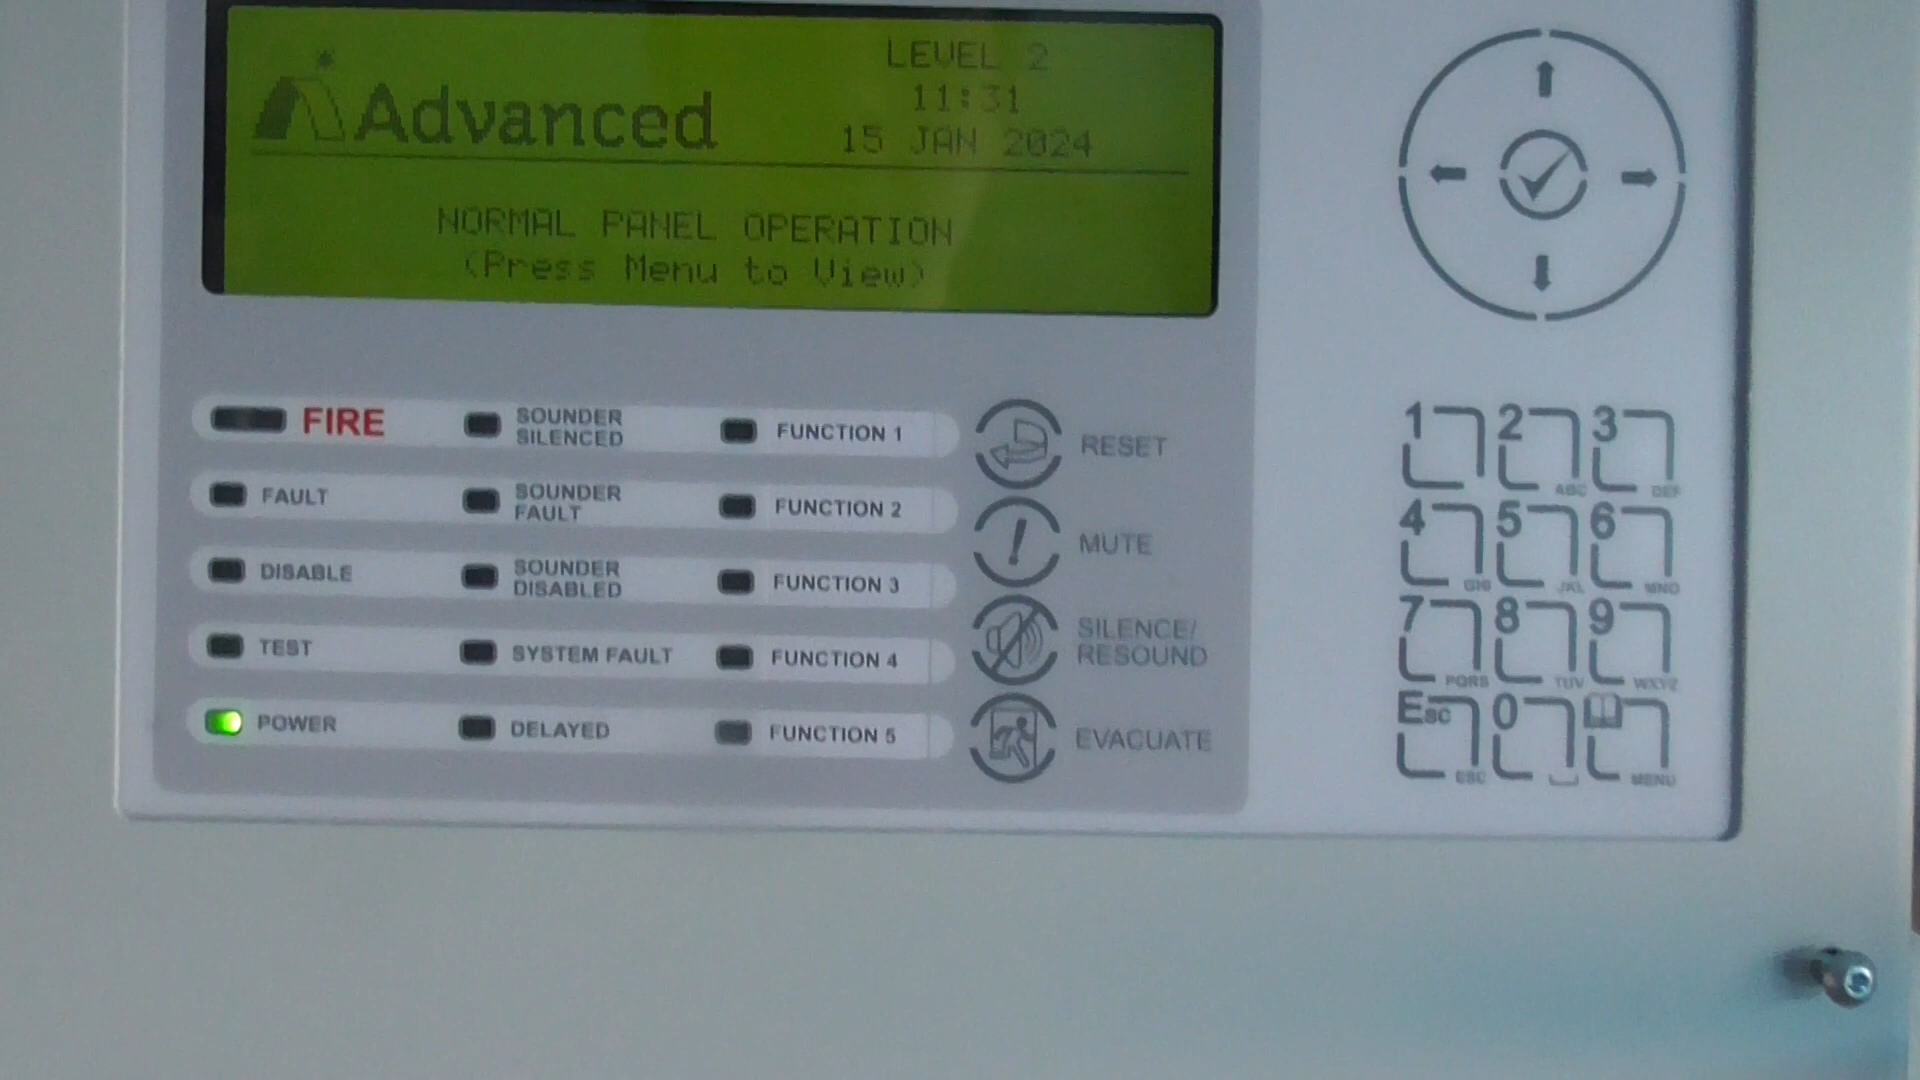 Advanced
LEVEL 2
11:31
15 JAN 2024
NORMAL PANEL OPERATION
(Press Menu to View)
FIRE
SOUNDER
SILENCED
FUNCTION 1
FAULT
SOUNDER
FAULT
FUNCTION 2
DISABLE
SOUNDER
DISABLED
FUNCTION 3
TEST
SYSTEM FAULT
FUNCTION 4
POWER
DELAYED
FUNCTION 5
RESET
MUTE
SILENCE/
RESOUND
EVACUATE
1 2 3
ABC DEF
4 5 6
GHI JKL MNO
7 8 9
PQRS TUV WXYZ
Esc 0
ESC MENU